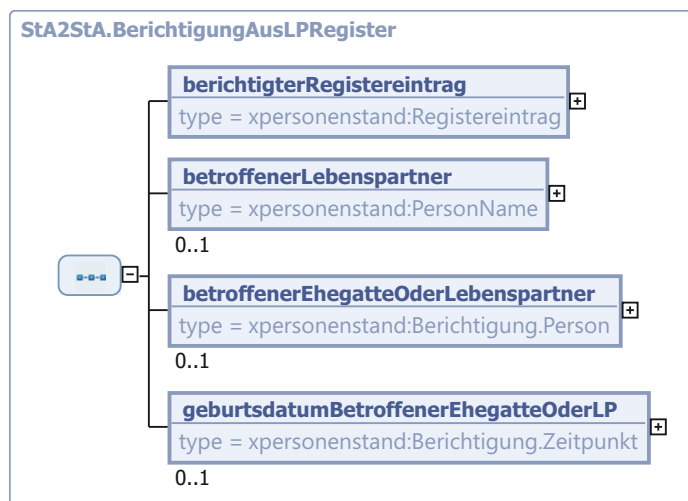 StA2StA.BerichtigungAusLPRegister
berichtigterRegistereintrag
type = xpersonenstand:Registereintrag
betroffenerLebenspartner
type = xpersonenstand:PersonName
0..1
betroffenerEhegatteOderLebenspartner
type = xpersonenstand:Berichtigung.Person
0..1
geburtsdatumBetroffenerEhegatteOderLP
type = xpersonenstand:Berichtigung.Zeitpunkt
0..1